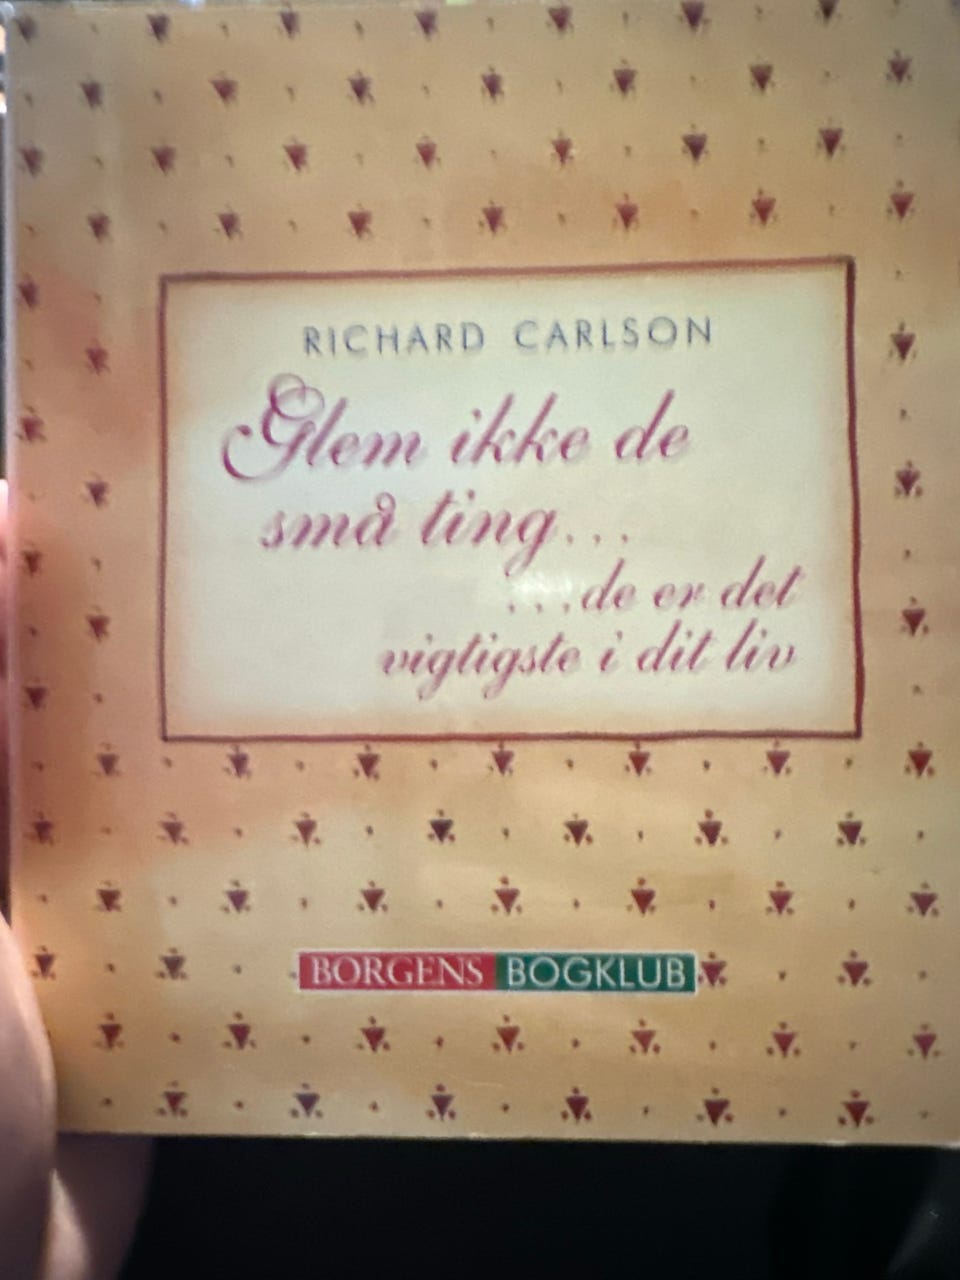 RICHARD CARLSON
Glem ikke de
små ting...
...de er det
vigtigste i dit liv
BORGENS BOGKLUB